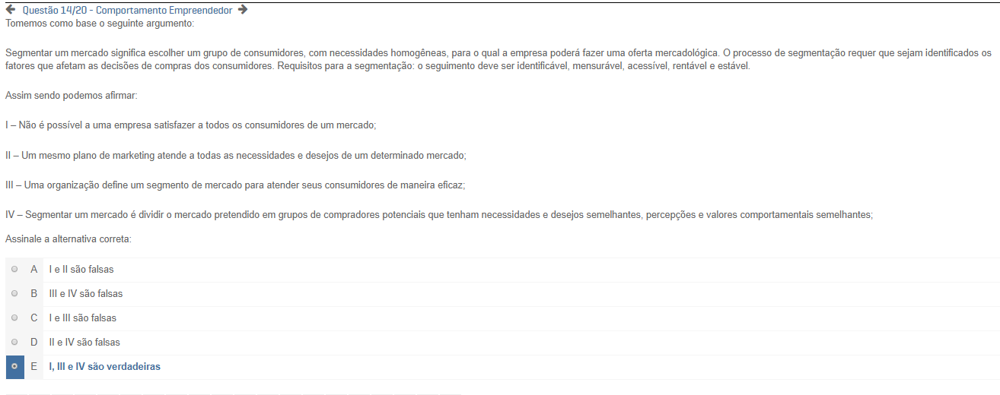 Questão 14/20 - Comportamento Empreendedor
Tomemos como base o seguinte argumento:
Segmentar um mercado significa escolher um grupo de consumidores, com necessidades homogêneas, para o qual a empresa poderá fazer uma oferta mercadológica. O processo de segmentação requer que sejam identificados os
fatores que afetam as decisões de compras dos consumidores. Requisitos para a segmentação: o seguimento deve ser identificável, mensurável, acessível, rentável e estável.
Assim sendo podemos afirmar:
I – Não é possível a uma empresa satisfazer a todos os consumidores de um mercado;
II – Um mesmo plano de marketing atende a todas as necessidades e desejos de um determinado mercado;
III – Uma organização define um segmento de mercado para atender seus consumidores de maneira eficaz;
IV – Segmentar um mercado é dividir o mercado pretendido em grupos de compradores potenciais que tenham necessidades e desejos semelhantes, percepções e valores comportamentais semelhantes;
Assinale a alternativa correta:
A I e II são falsas
B III e IV são falsas
C I e III são falsas
D II e IV são falsas
E I, III e IV são verdadeiras